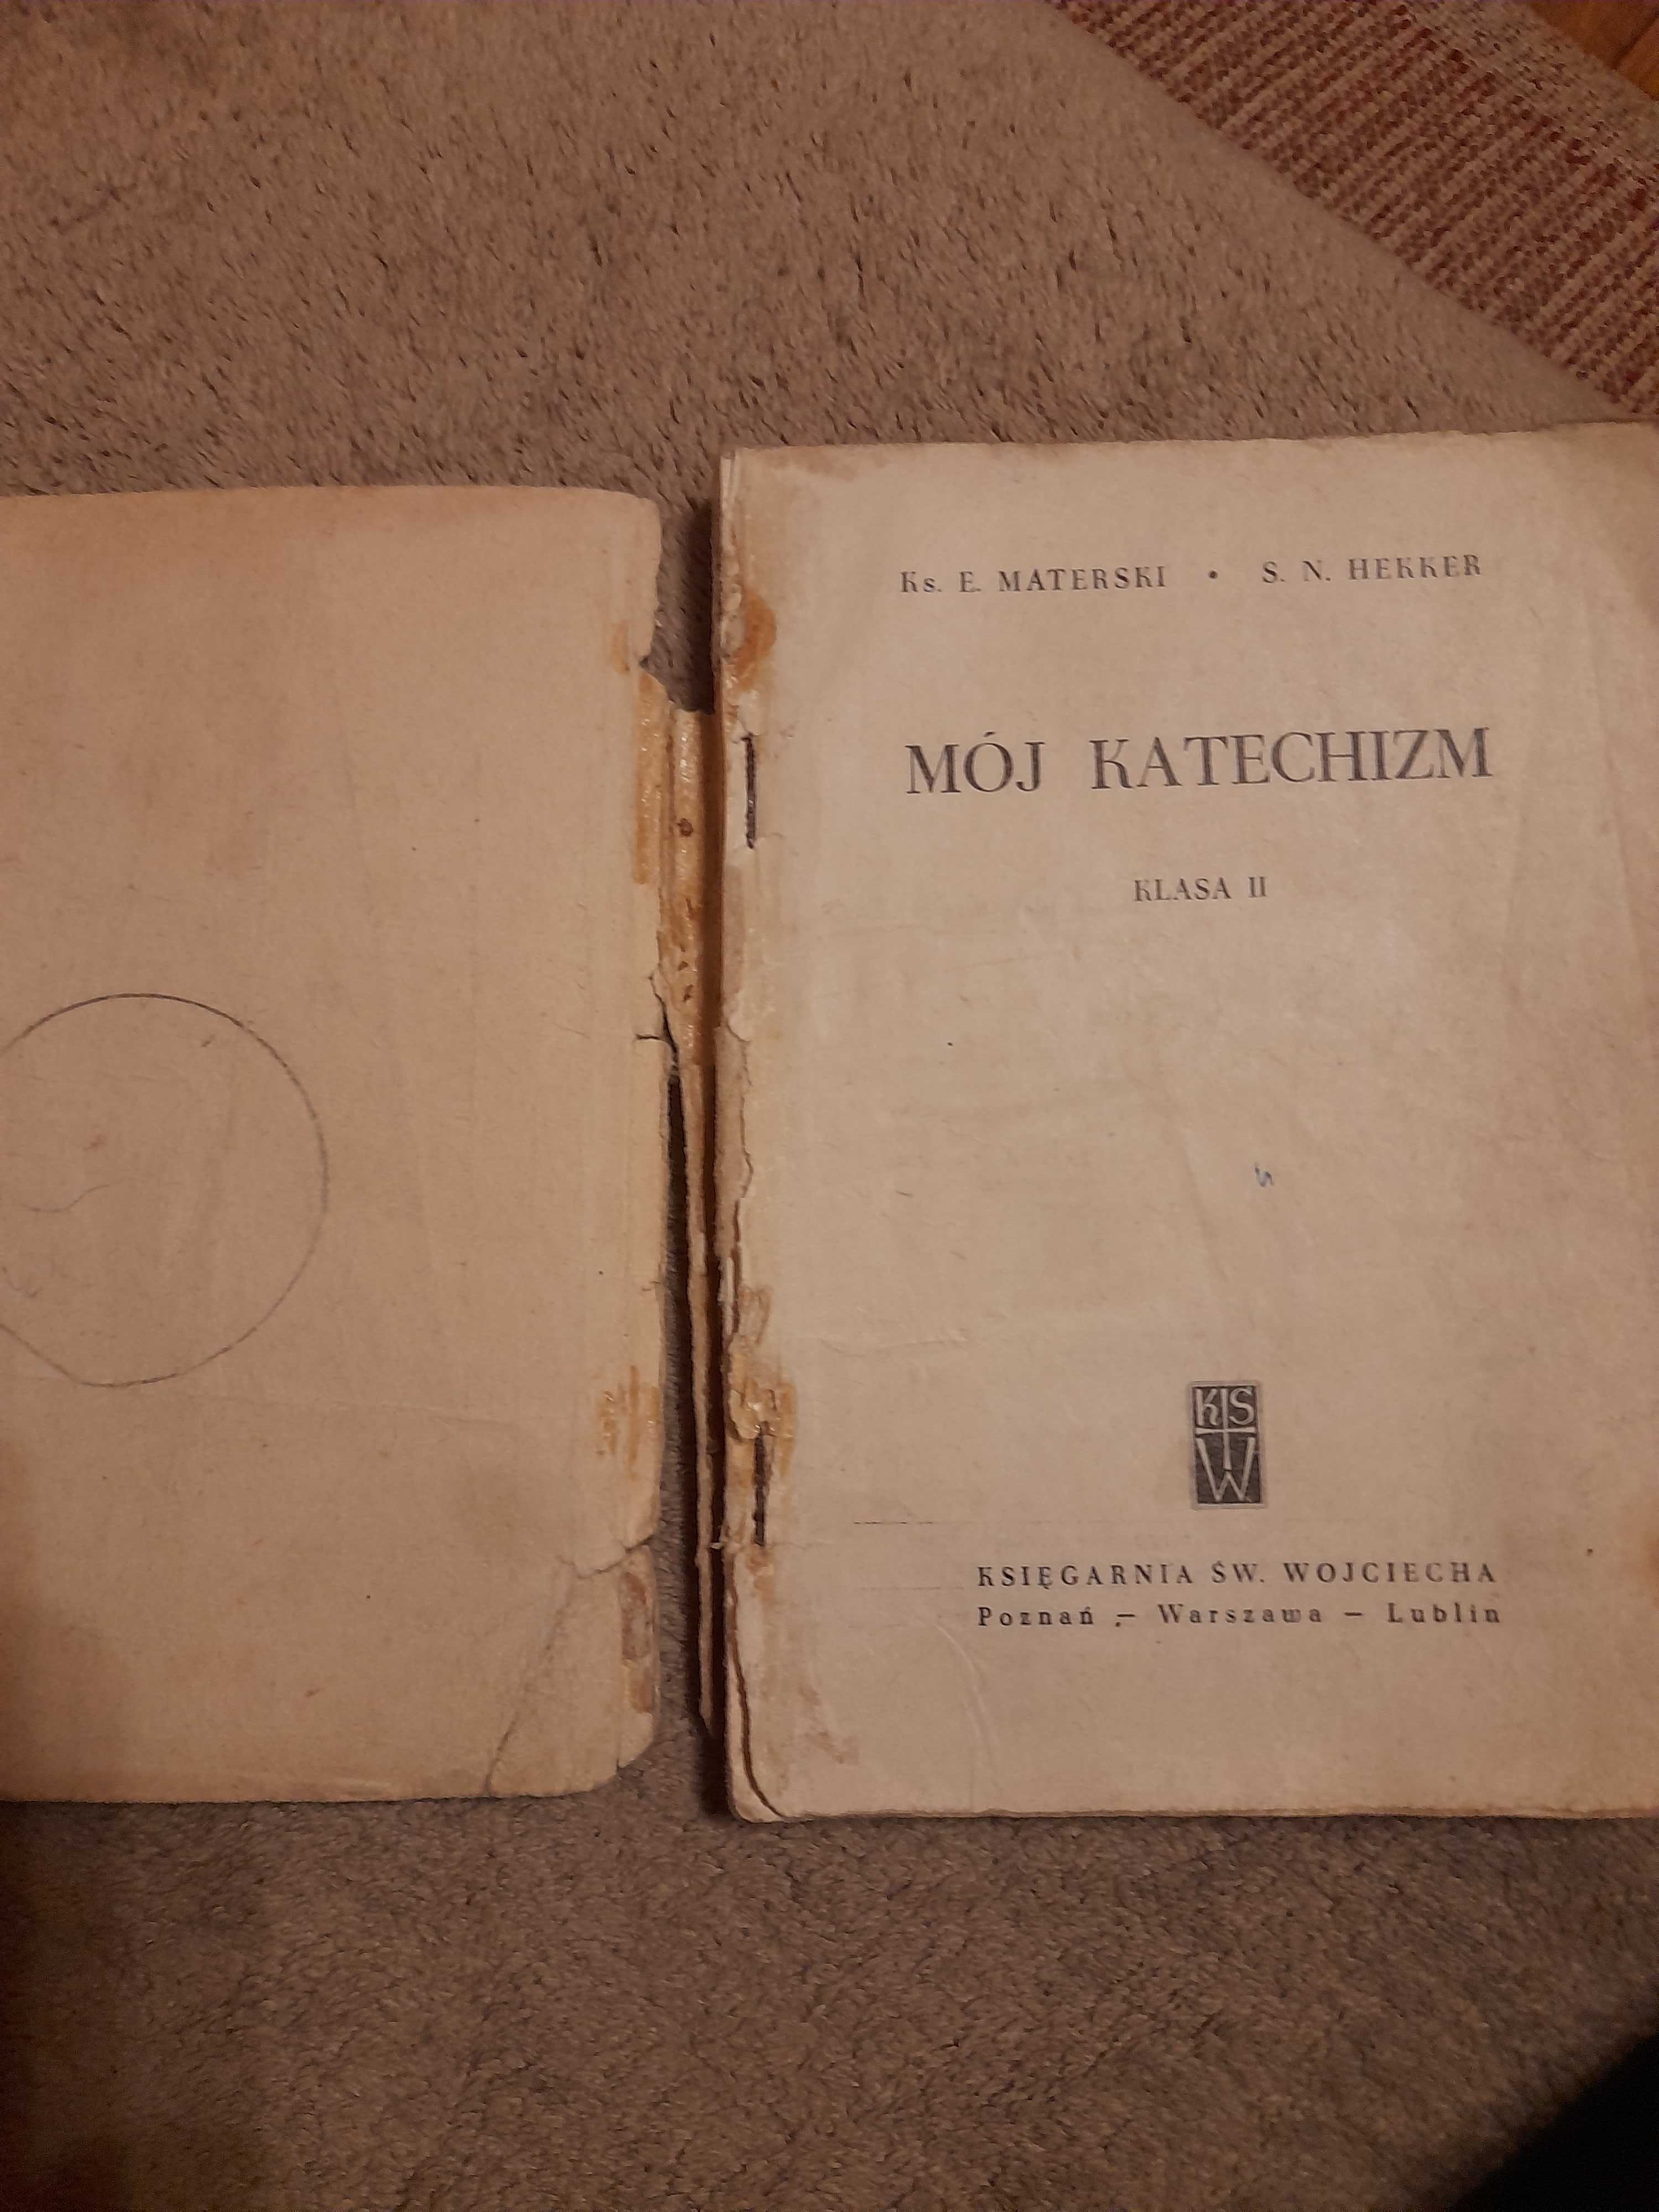 Ks. E. MATERSKI • S. N. HEKKER
MÓJ KATECHIZM
KLASA II
KS
W
KSIĘGARNIA ŚW. WOJCIECHA
Poznań – Warszawa – Lublin